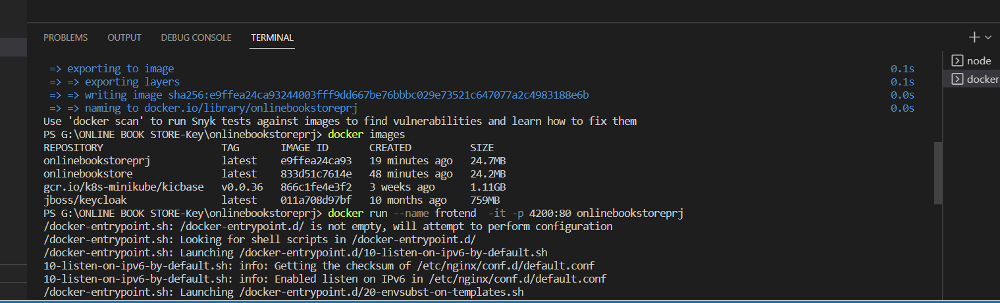 PROBLEMS OUTPUT DEBUG CONSOLE TERMINAL
=> exporting to image 0.1s
=> => exporting layers 0.1s
=> => writing image sha256:e9ffea24ca93244003fff9dd667be76bbbc029e73521c647077a2c4983188e6b 0.0s
=> => naming to docker.io/library/onlinebookstoreprj 0.0s
Use 'docker scan' to run Snyk tests against images to find vulnerabilities and learn how to fix them
PS G:\ONLINE BOOK STORE-Key\onlinebookstoreprj> docker images
REPOSITORY TAG IMAGE ID CREATED SIZE
onlinebookstoreprj latest e9ffea24ca93 19 minutes ago 24.7MB
onlinebookstore latest 833d51c7614e 48 minutes ago 24.2MB
gcr.io/k8s-minikube/kicbase v0.0.36 866c1fe4e3f2 3 weeks ago 1.11GB
jboss/keycloak latest 011a708d97bf 10 months ago 759MB
PS G:\ONLINE BOOK STORE-Key\onlinebookstoreprj> docker run --name frotend -it -p 4200:80 onlinebookstoreprj
/docker-entrypoint.sh: /docker-entrypoint.d/ is not empty, will attempt to perform configuration
/docker-entrypoint.sh: Looking for shell scripts in /docker-entrypoint.d/
/docker-entrypoint.sh: Launching /docker-entrypoint.d/10-listen-on-ipv6-by-default.sh
10-listen-on-ipv6-by-default.sh: info: Getting the checksum of /etc/nginx/conf.d/default.conf
10-listen-on-ipv6-by-default.sh: info: Enabled listen on IPv6 in /etc/nginx/conf.d/default.conf
/docker-entrypoint.sh: Launching /docker-entrypoint.d/20-envsubst-on-templates.sh
node
docker